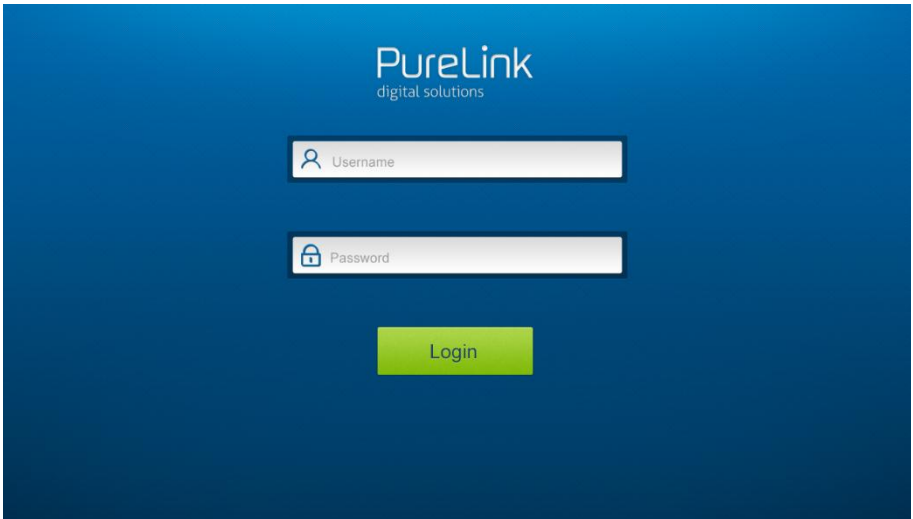 PureLink
digital solutions
Username
Password
Login